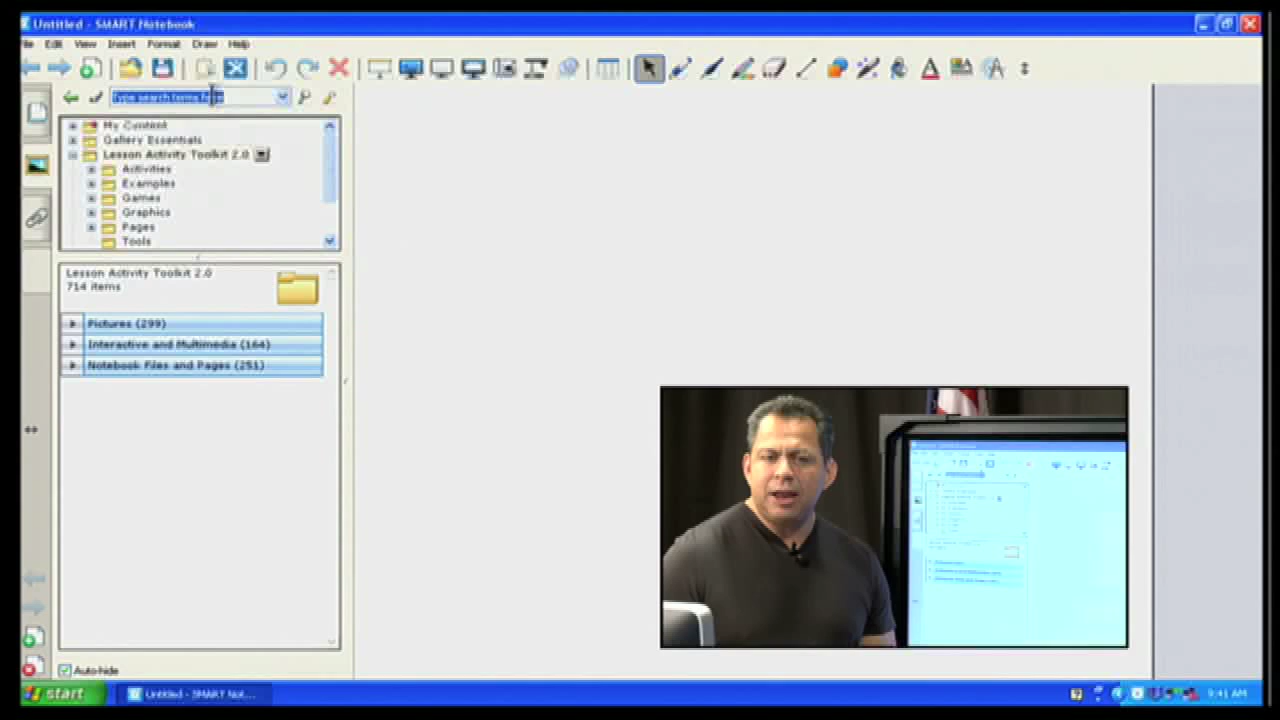 Untitled - SMART Notebook
File Edit View Insert Format Draw Help
Type search terms here
My Content
Gallery Essentials
Lesson Activity Toolkit 2.0
Activities
Examples
Games
Graphics
Pages
Tools
Lesson Activity Toolkit 2.0
714 items
Pictures (299)
Interactive and Multimedia (164)
Notebook Files and Pages (251)
Auto-hide
start Untitled - SMART Not... 9:41 AM